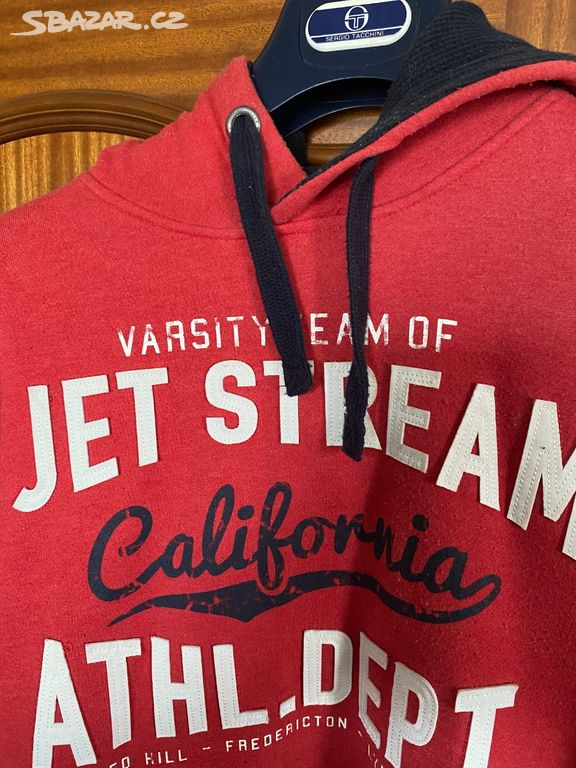 SBAZAR.CZ
SERGIO TACCHINI
VARSITY TEAM OF
JET STREAM
California
ATHL.DEPT
HILL - FREDERICTON -